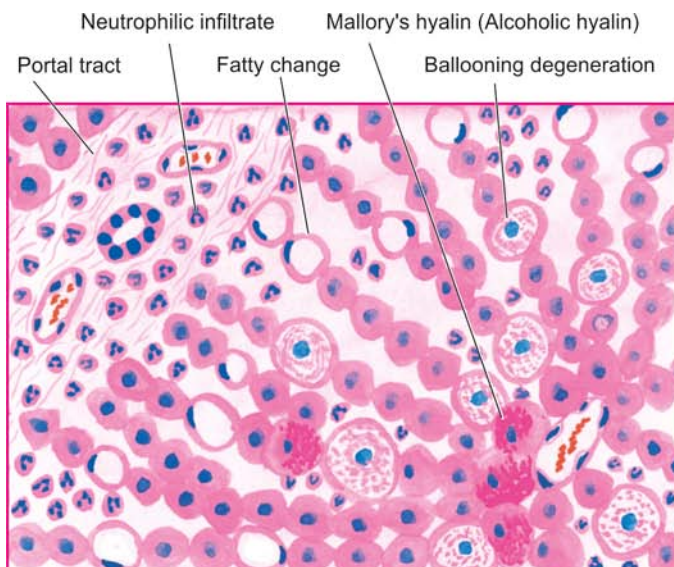 Neutrophilic infiltrate
Mallory's hyalin (Alcoholic hyalin)
Portal tract
Fatty change
Ballooning degeneration